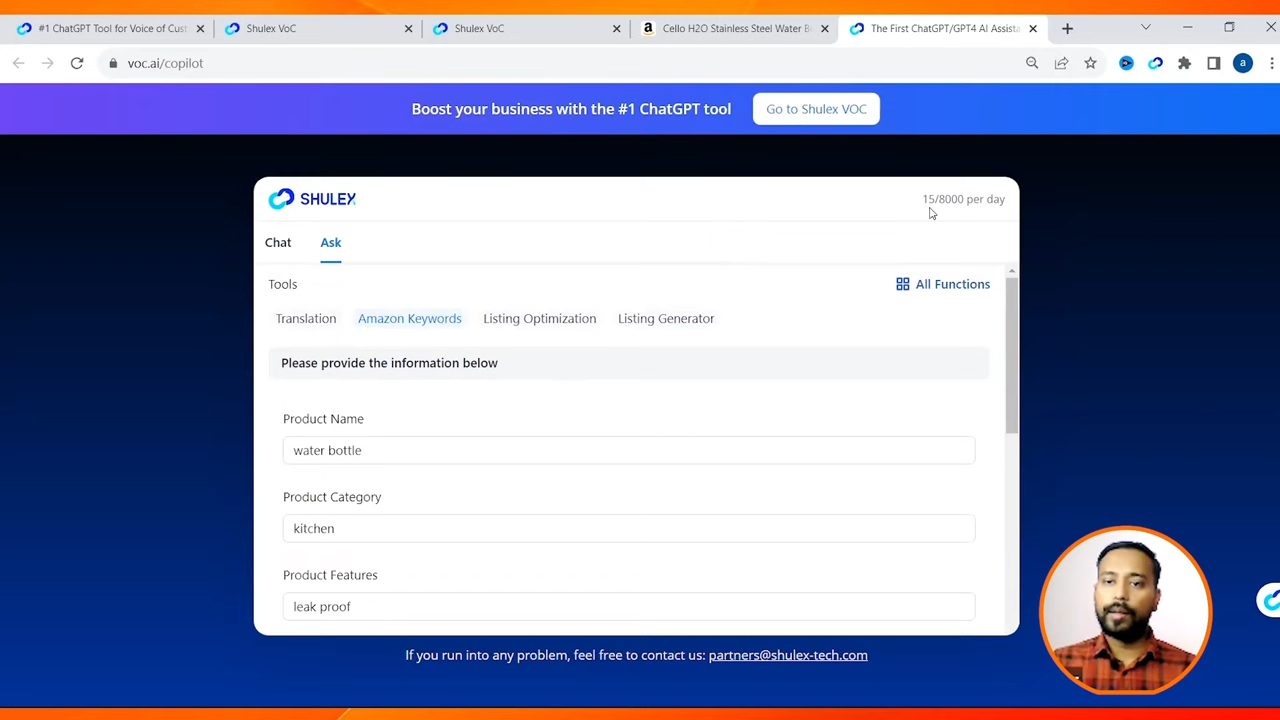 #1 ChatGPT Tool for Voice of Cust
Shulex VoC
Shulex VoC
Cello H2O Stainless Steel Water B
The First ChatGPT/GPT4 AI Assista
voc.ai/copilot
a
Boost your business with the #1 ChatGPT tool
Go to Shulex VOC
SHULEX
15/8000 per day
Chat
Ask
Tools
All Functions
Translation
Amazon Keywords
Listing Optimization
Listing Generator
Please provide the information below
Product Name
water bottle
Product Category
kitchen
Product Features
leak proof
If you run into any problem, feel free to contact us: partners@shulex-tech.com